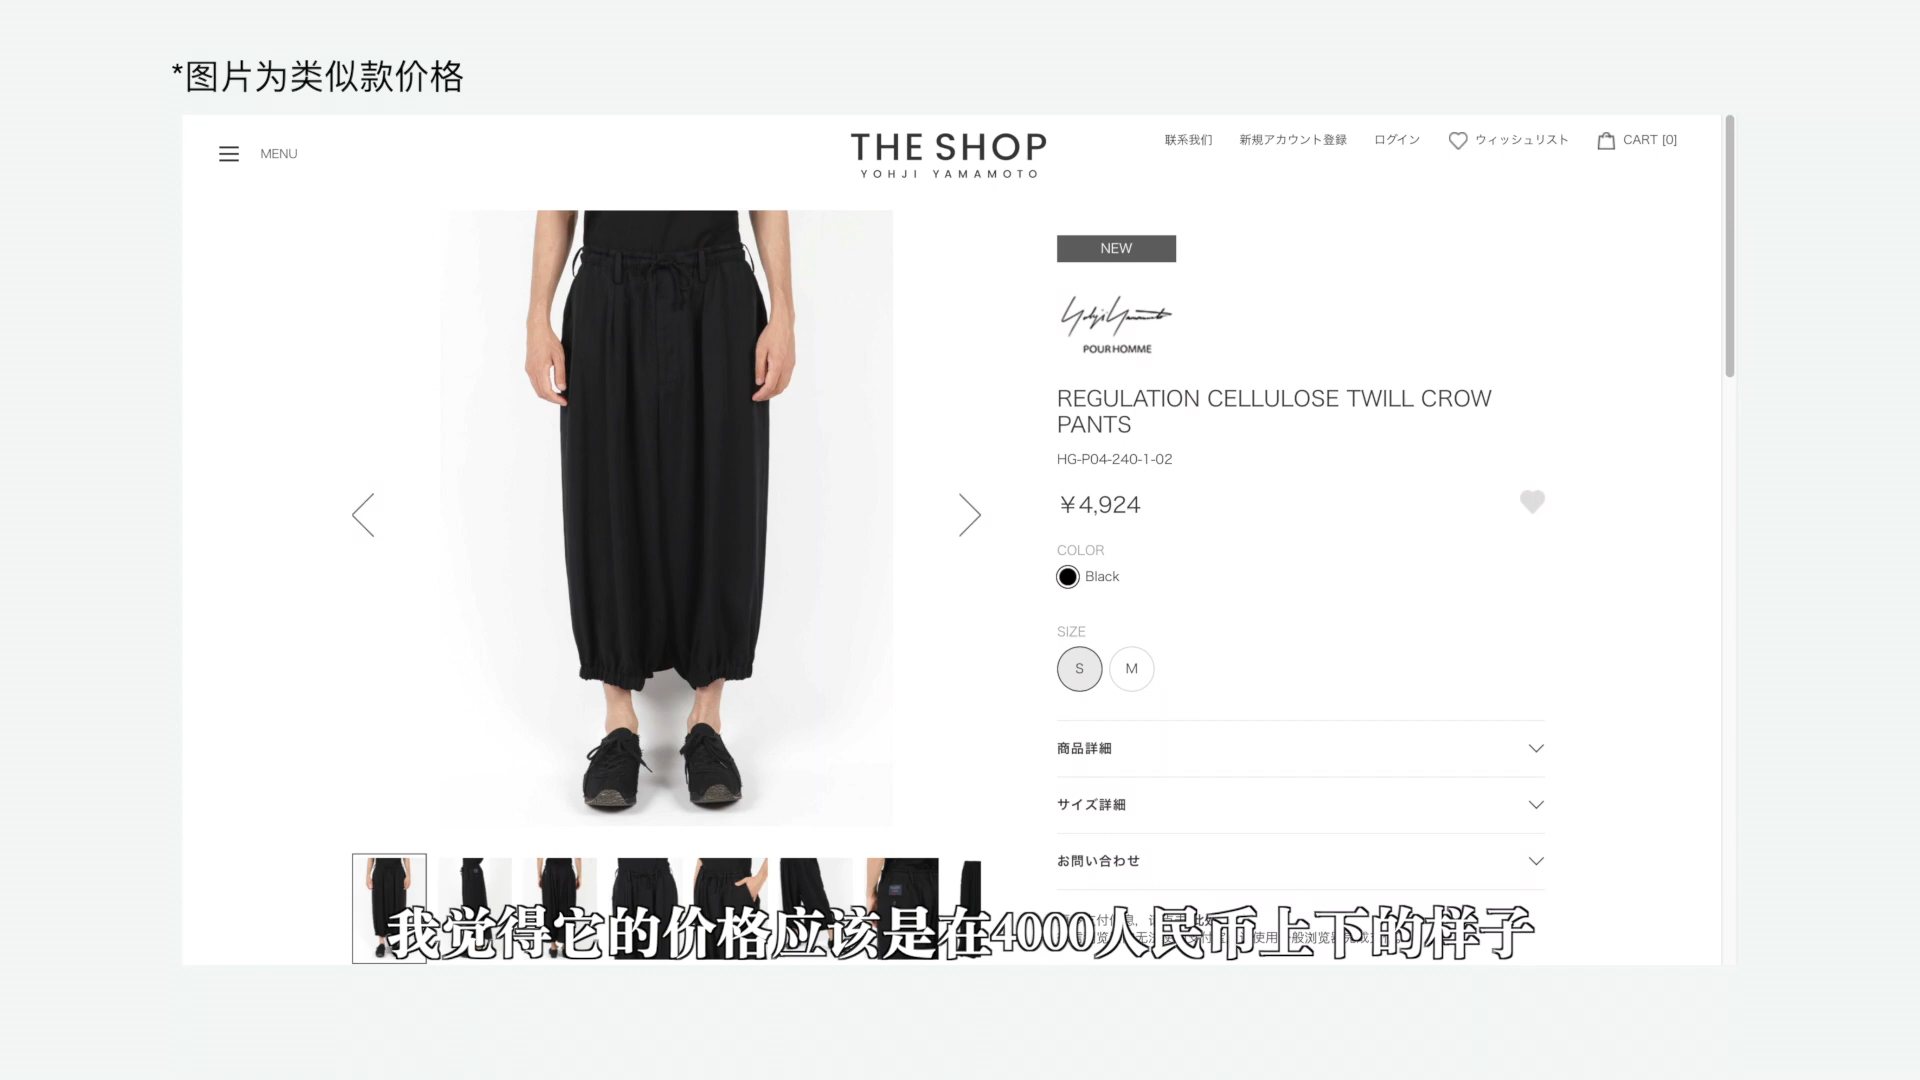 *图片为类似款价格
MENU
THE SHOP
YOHJI YAMAMOTO
联系我们
新規アカウント登録
ログイン
ウィッシュリスト
CART [0]
NEW
Yohji Yamamoto
POUR HOMME
REGULATION CELLULOSE TWILL CROW
PANTS
HG-P04-240-1-02
¥4,924
COLOR
Black
SIZE
S
M
商品詳細
サイズ詳細
お問い合わせ
我觉得它的价格应该是在4000人民币上下的样子